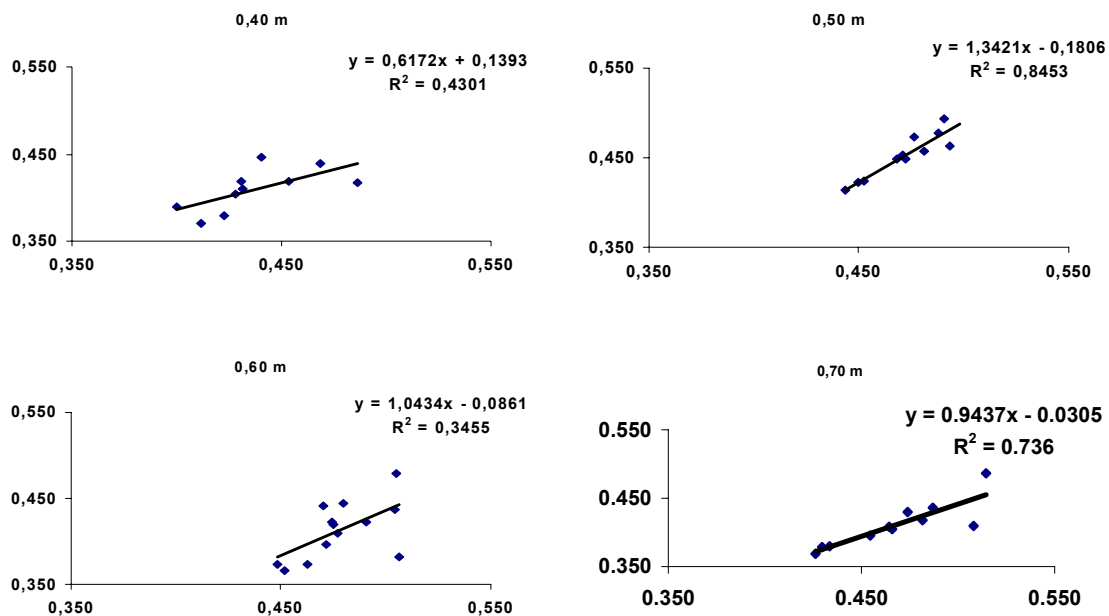 0,40 m
y = 0,6172x + 0,1393
R² = 0,4301
0,550
0,450
0,350
0,350 0,450 0,550
0,50 m
y = 1,3421x - 0,1806
R² = 0,8453
0,550
0,450
0,350
0,350 0,450 0,550
0,60 m
y = 1,0434x - 0,0861
R² = 0,3455
0,550
0,450
0,350
0,350 0,450 0,550
0,70 m
y = 0.9437x - 0.0305
R² = 0.736
0.550
0.450
0.350
0.350 0.450 0.550